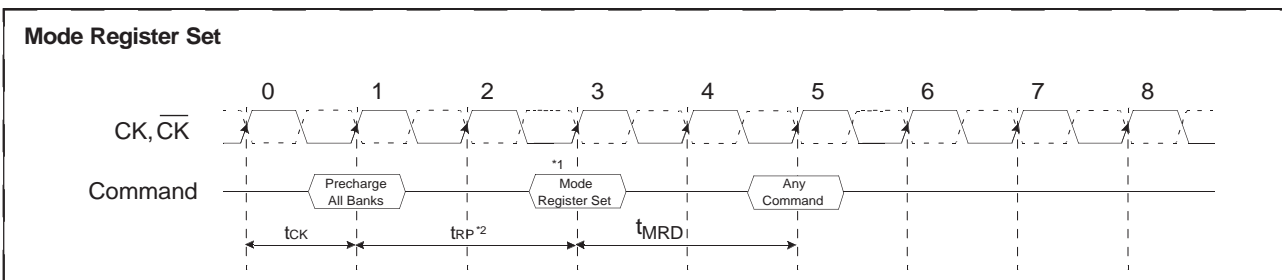 Mode Register Set
0 1 2 3 4 5 6 7 8
CK, C̅K̅
*1
Command
Precharge
All Banks
Mode
Register Set
Any
Command
tCK
tRP*2
tMRD